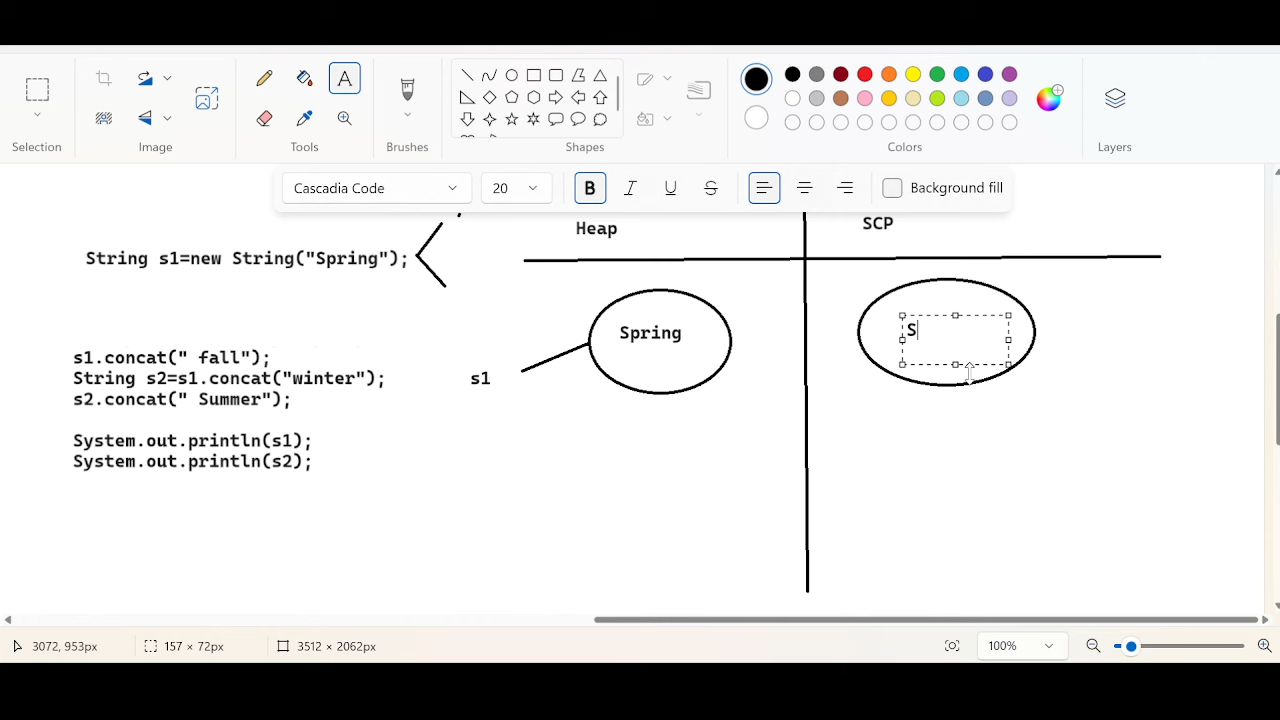 Selection
Image
Tools
Brushes
Shapes
Colors
Layers
Cascadia Code
20
B
I
U
S
Background fill
Heap
SCP
String s1=new String("Spring");
Spring
S
s1.concat(" fall");
String s2=s1.concat("winter");
s1
s2.concat(" Summer");
System.out.println(s1);
System.out.println(s2);
3072, 953px
157 × 72px
3512 × 2062px
100%